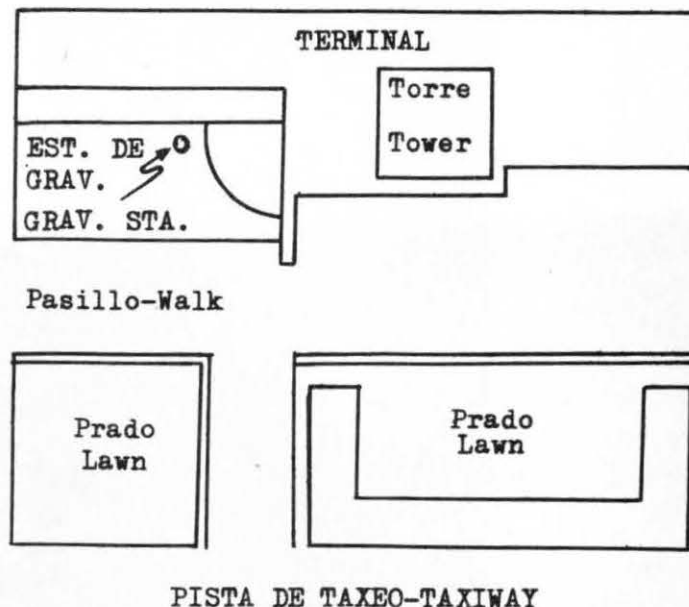 TERMINAL
Torre
Tower
EST. DE
GRAV.
GRAV. STA.
Pasillo-Walk
Prado
Lawn
Prado
Lawn
PISTA DE TAXEO-TAXIWAY